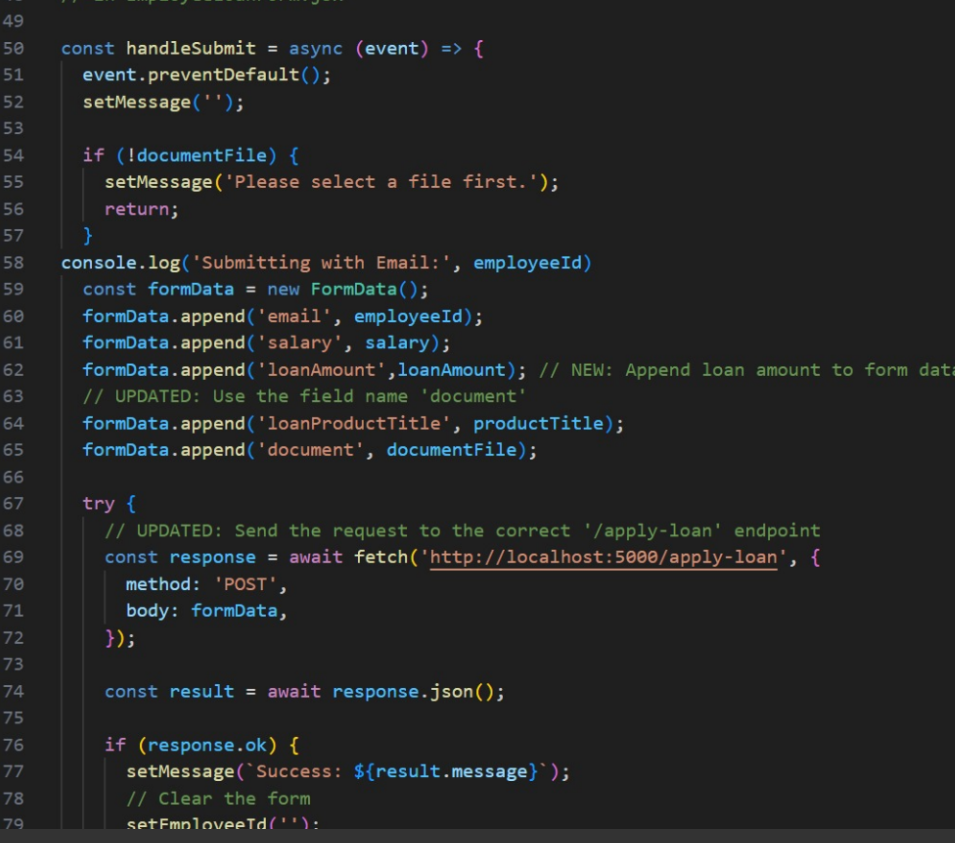 49
50 const handleSubmit = async (event) => {
51 event.preventDefault();
52 setMessage('');
53
54 if (!documentFile) {
55 setMessage('Please select a file first.');
56 return;
57 }
58 console.log('Submitting with Email:', employeeId)
59 const formData = new FormData();
60 formData.append('email', employeeId);
61 formData.append('salary', salary);
62 formData.append('loanAmount',loanAmount); // NEW: Append loan amount to form data
63 // UPDATED: Use the field name 'document'
64 formData.append('loanProductTitle', productTitle);
65 formData.append('document', documentFile);
66
67 try {
68 // UPDATED: Send the request to the correct '/apply-loan' endpoint
69 const response = await fetch('http://localhost:5000/apply-loan', {
70 method: 'POST',
71 body: formData,
72 });
73
74 const result = await response.json();
75
76 if (response.ok) {
77 setMessage(`Success: ${result.message}`);
78 // Clear the form
79 setEmployeeId('');